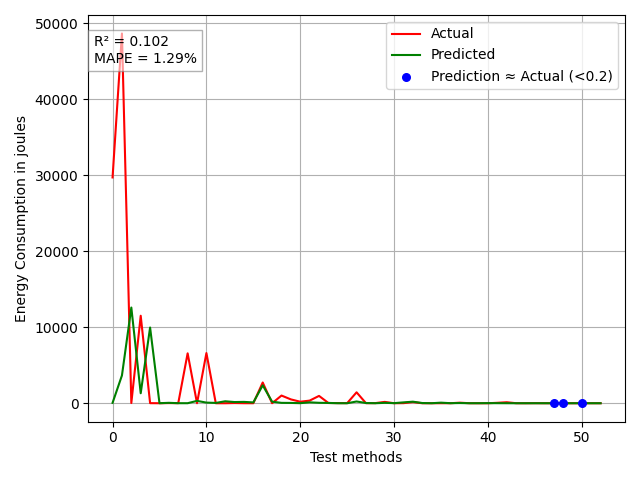 R² = 0.102
MAPE = 1.29%
Actual
Predicted
Prediction ≈ Actual (<0.2)
50000
40000
30000
20000
10000
0
Energy Consumption in joules
0 10 20 30 40 50
Test methods